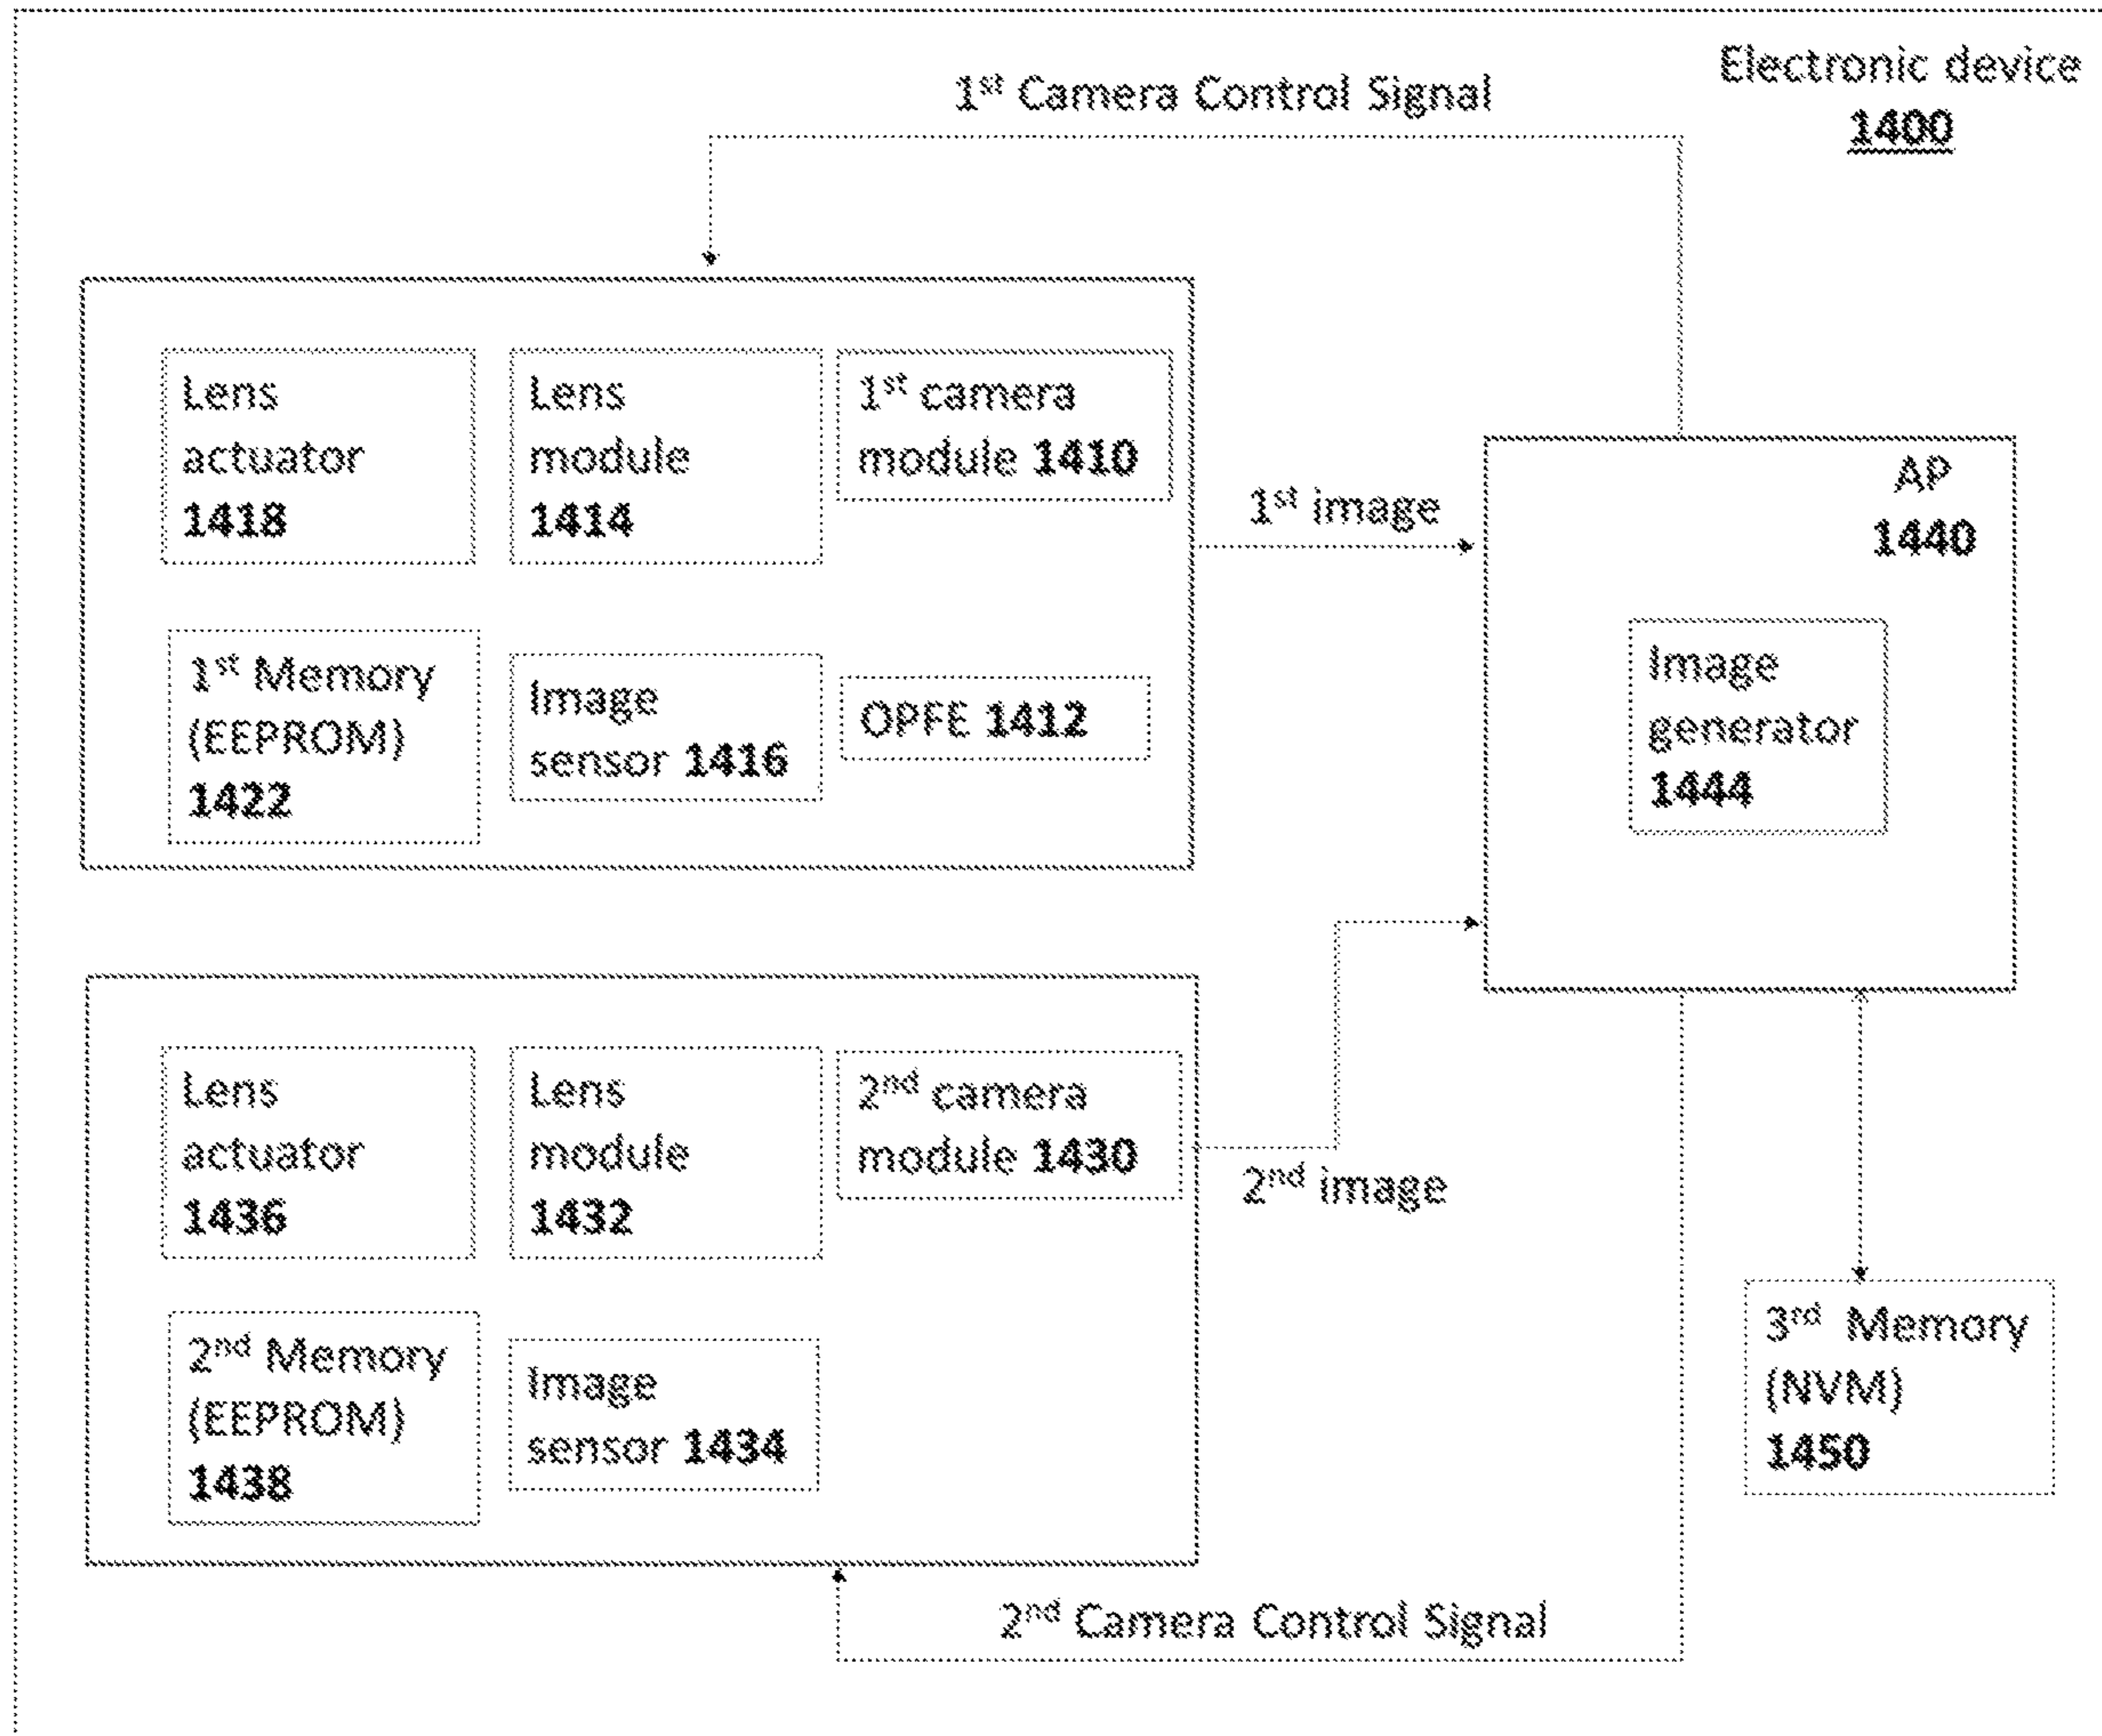 Electronic device
1400
1st Camera Control Signal
Lens
actuator
1418
Lens
module
1414
1st camera
module 1410
1st Memory
(EEPROM)
1422
Image
sensor 1416
OPFE 1412
1st image
AP
1440
Image
generator
1444
Lens
actuator
1436
Lens
module
1432
2nd camera
module 1430
2nd Memory
(EEPROM)
1438
Image
sensor 1434
2nd image
3rd Memory
(NVM)
1450
2nd Camera Control Signal